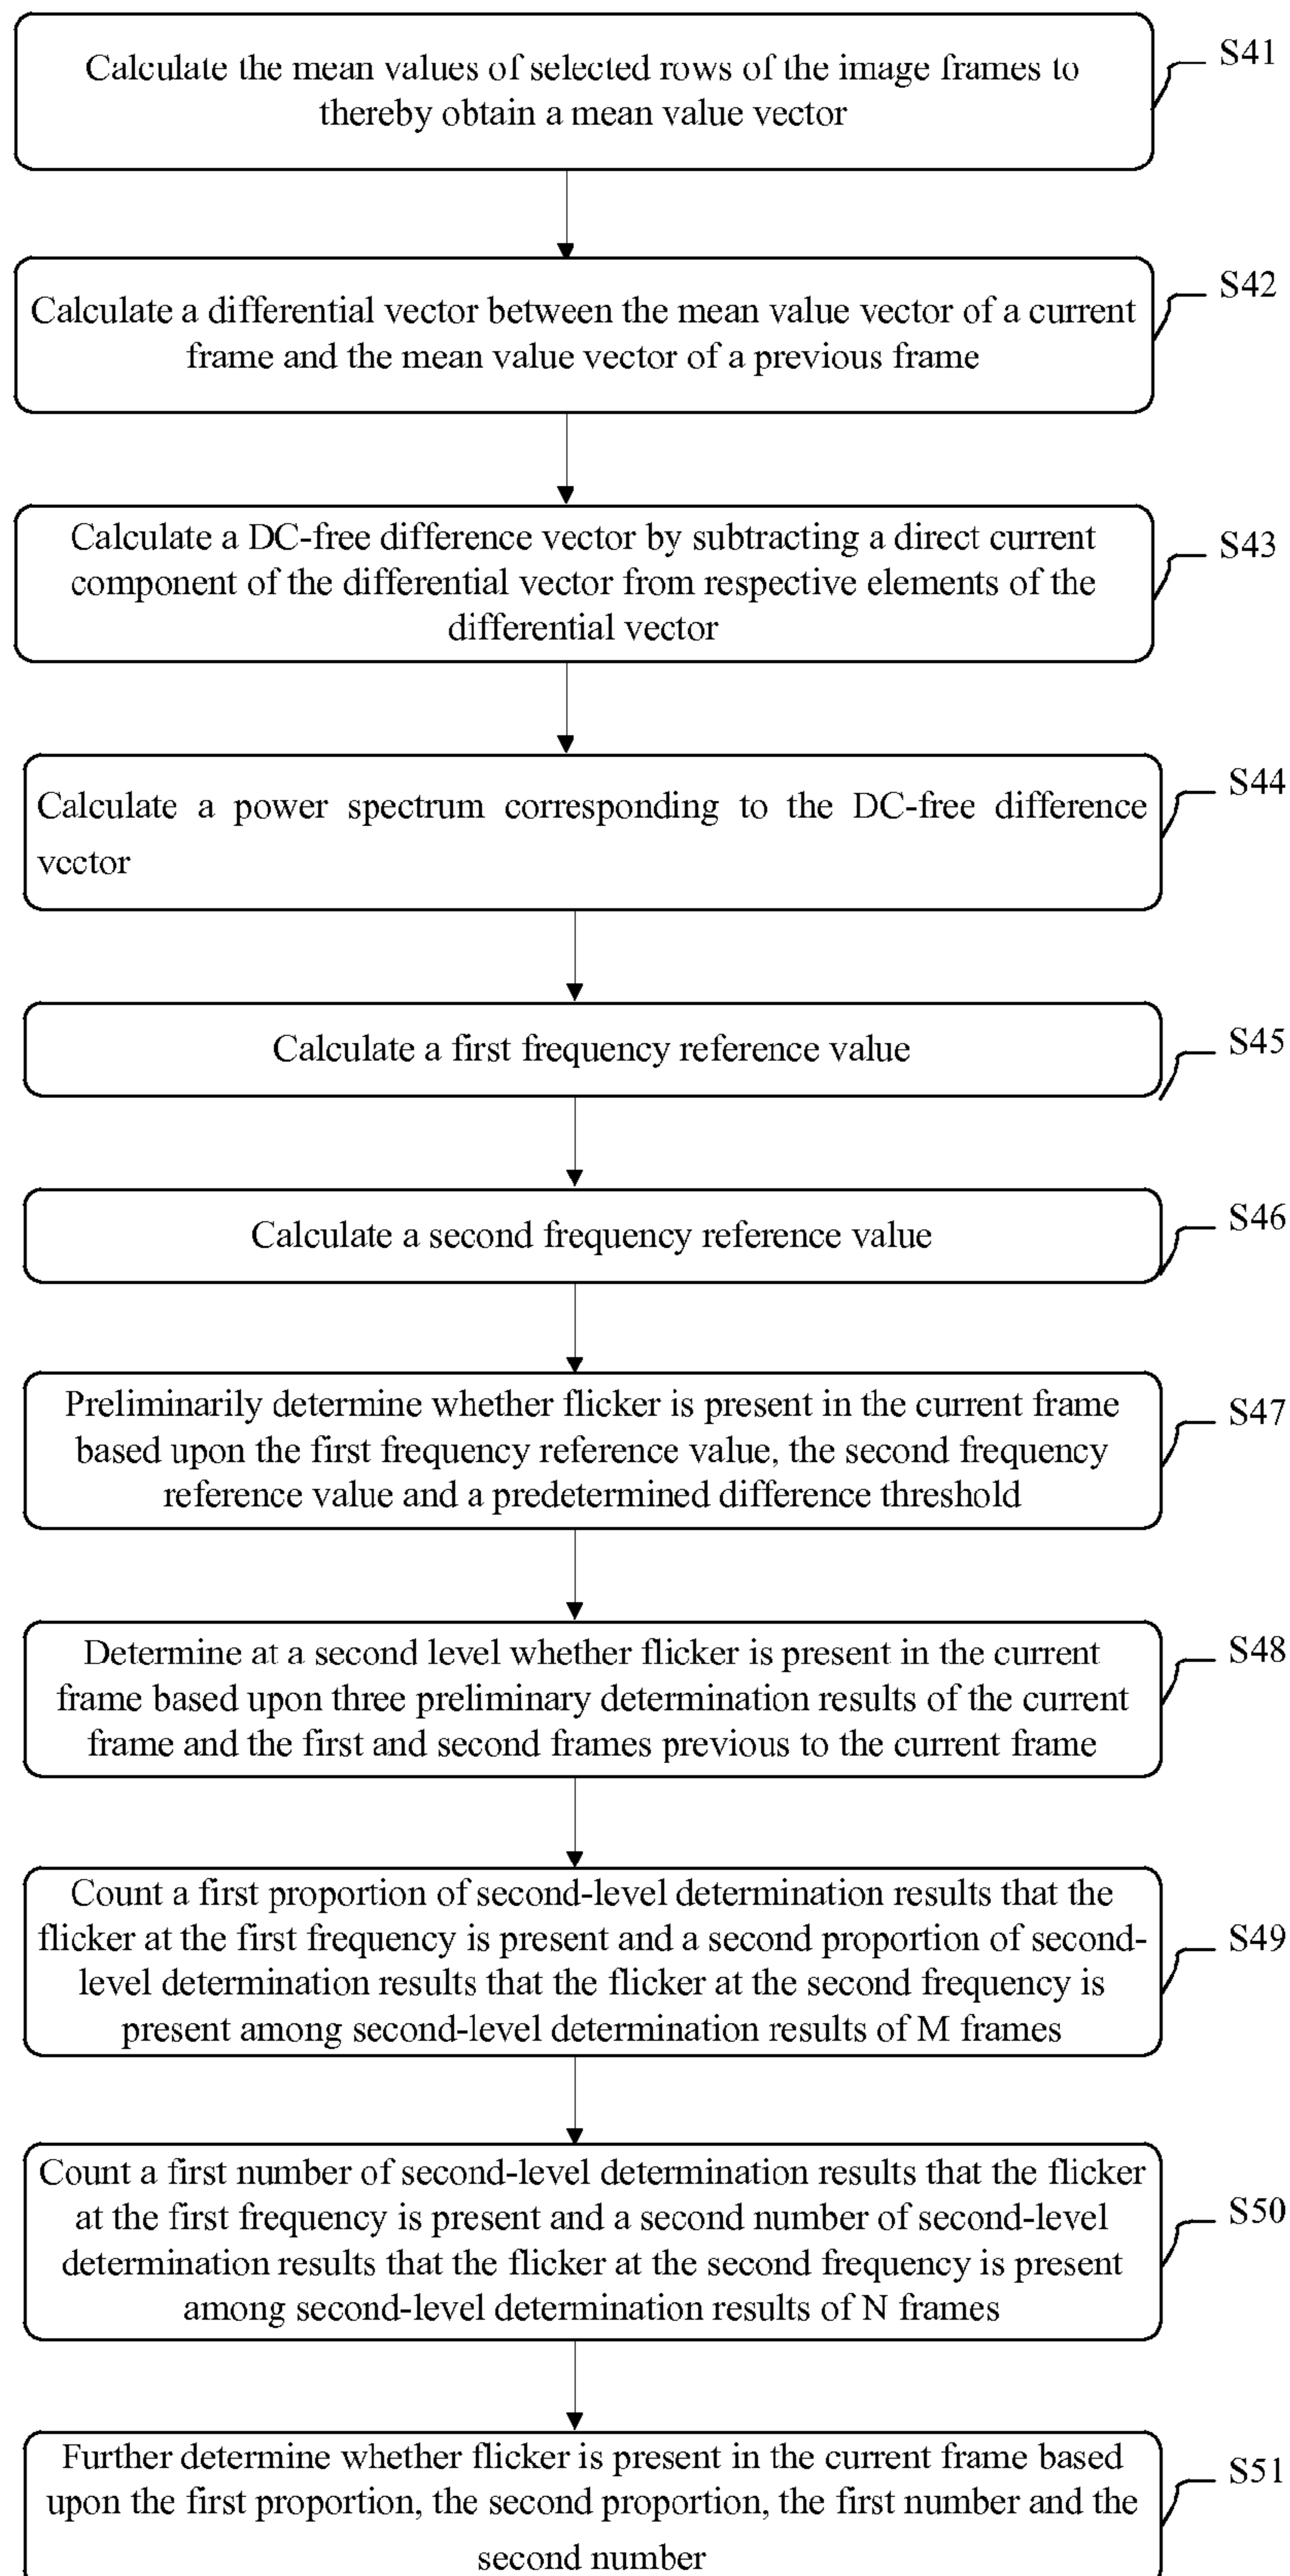 Calculate the mean values of selected rows of the image frames to
thereby obtain a mean value vector
S41
Calculate a differential vector between the mean value vector of a current
frame and the mean value vector of a previous frame
S42
Calculate a DC-free difference vector by subtracting a direct current
component of the differential vector from respective elements of the
differential vector
S43
Calculate a power spectrum corresponding to the DC-free difference
vector
S44
Calculate a first frequency reference value
S45
Calculate a second frequency reference value
S46
Preliminarily determine whether flicker is present in the current frame
based upon the first frequency reference value, the second frequency
reference value and a predetermined difference threshold
S47
Determine at a second level whether flicker is present in the current
frame based upon three preliminary determination results of the current
frame and the first and second frames previous to the current frame
S48
Count a first proportion of second-level determination results that the
flicker at the first frequency is present and a second proportion of second-
level determination results that the flicker at the second frequency is
present among second-level determination results of M frames
S49
Count a first number of second-level determination results that the flicker
at the first frequency is present and a second number of second-level
determination results that the flicker at the second frequency is present
among second-level determination results of N frames
S50
Further determine whether flicker is present in the current frame based
upon the first proportion, the second proportion, the first number and the
second number
S51